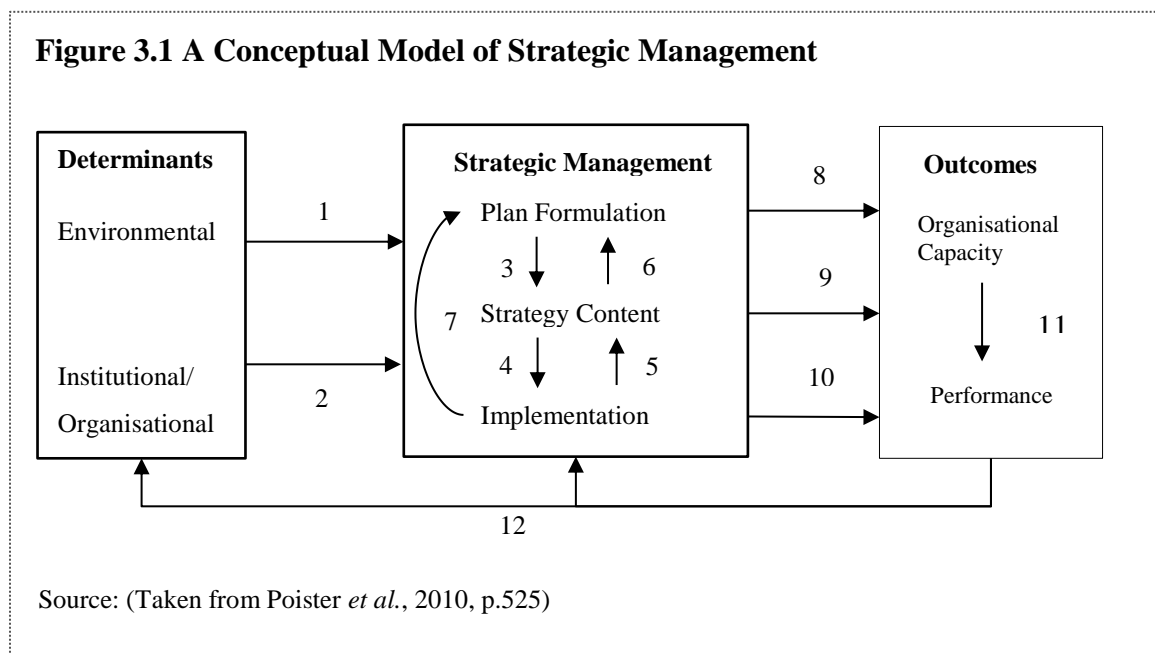 Figure 3.1 A Conceptual Model of Strategic Management
Determinants
Environmental
Institutional/
Organisational
1
2
Strategic Management
Plan Formulation
3
6
7
Strategy Content
4
5
Implementation
8
9
10
Outcomes
Organisational
Capacity
11
Performance
12
Source: (Taken from Poister et al., 2010, p.525)